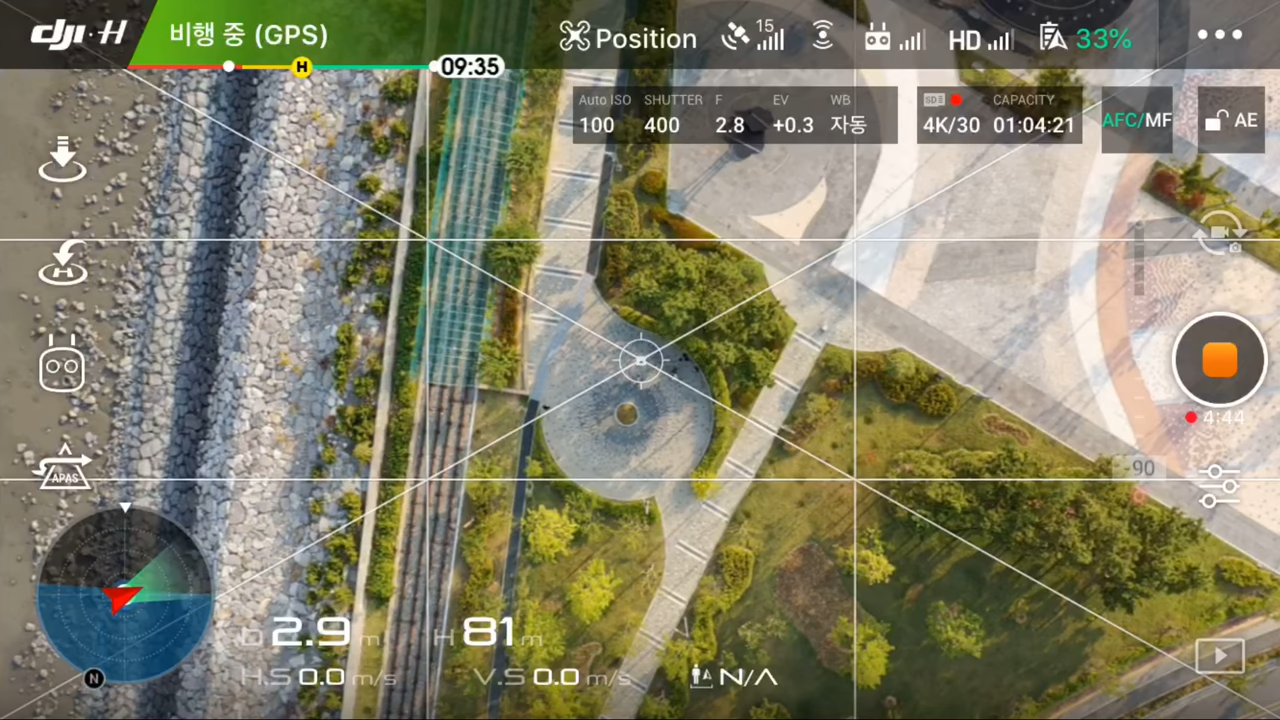 dji·H 비행 중 (GPS) Position 15 HD 33%
H 09:35
Auto ISO SHUTTER F EV WB SD CAPACITY
100 400 2.8 +0.3 자동 4K/30 01:04:21 AFC/MF AE
H
4:44
90
APAS
D 2.9 m H 81 m
H.S 0.0 m/s V.S 0.0 m/s N/A
N